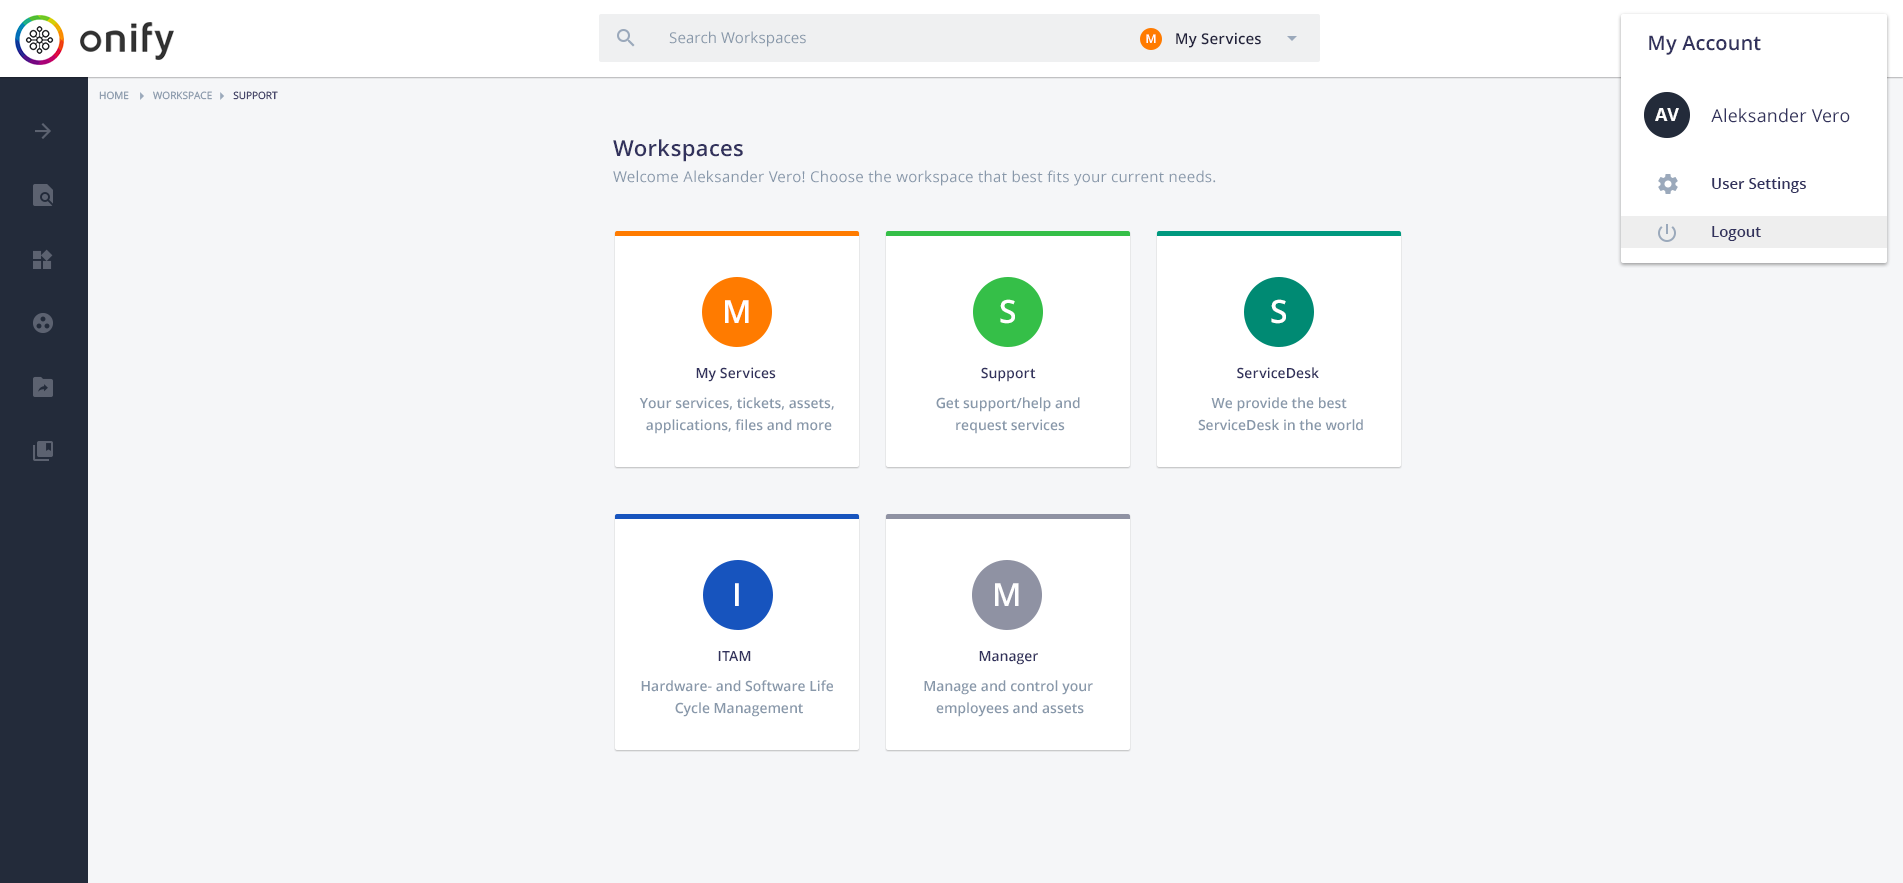 onify
Search Workspaces
M My Services
My Account
HOME WORKSPACE SUPPORT
AV Aleksander Vero
User Settings
Logout
Workspaces
Welcome Aleksander Vero! Choose the workspace that best fits your current needs.
M
My Services
Your services, tickets, assets,
applications, files and more
S
Support
Get support/help and
request services
S
ServiceDesk
We provide the best
ServiceDesk in the world
I
ITAM
Hardware- and Software Life
Cycle Management
M
Manager
Manage and control your
employees and assets